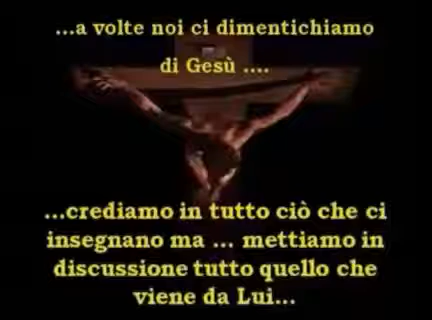 ...a volte noi ci dimentichiamo
di Gesù ....
...crediamo in tutto ciò che ci
insegnano ma ... mettiamo in
discussione tutto quello che
viene da Lui...